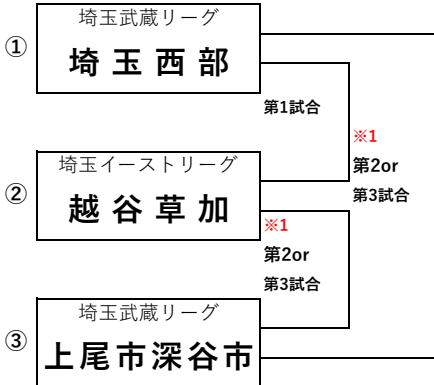 埼玉武蔵リーグ
① 埼玉西部
第1試合
※1
第2or
第3試合
埼玉イーストリーグ
② 越谷草加
※1
第2or
第3試合
埼玉武蔵リーグ
③ 上尾市深谷市